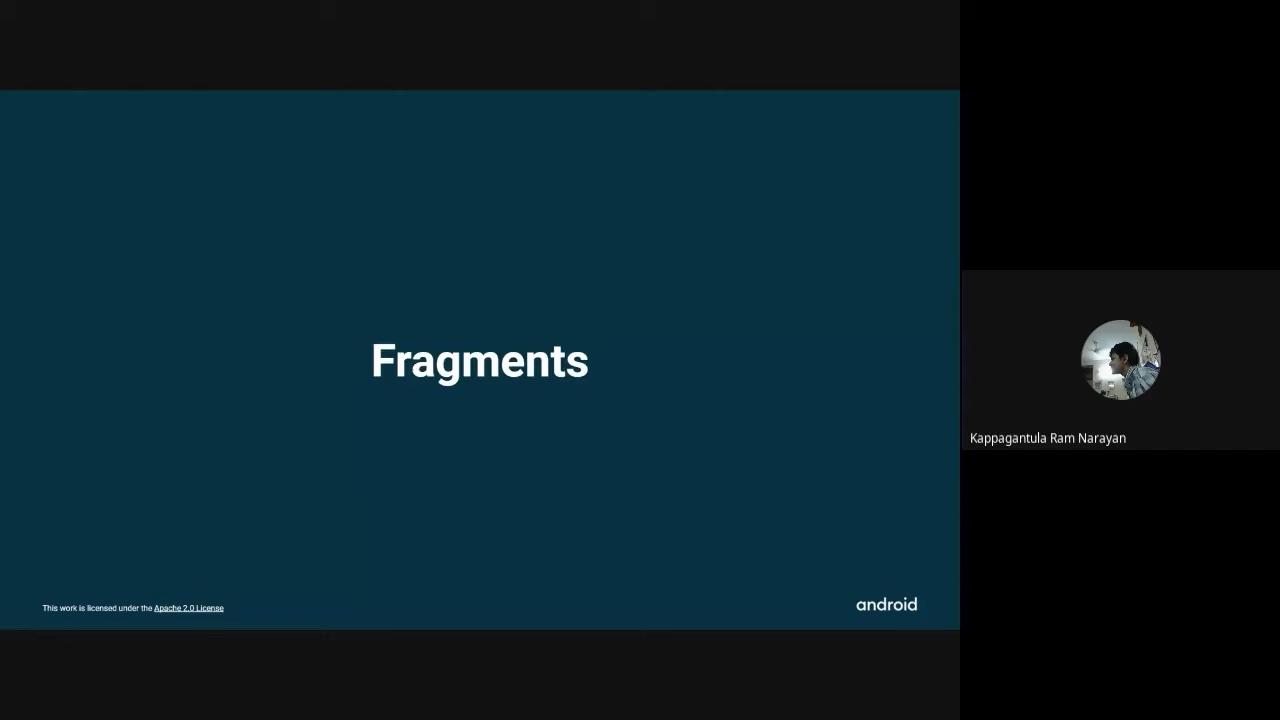 Fragments
Kappagantula Ram Narayan
This work is licensed under the Apache 2.0 License
android